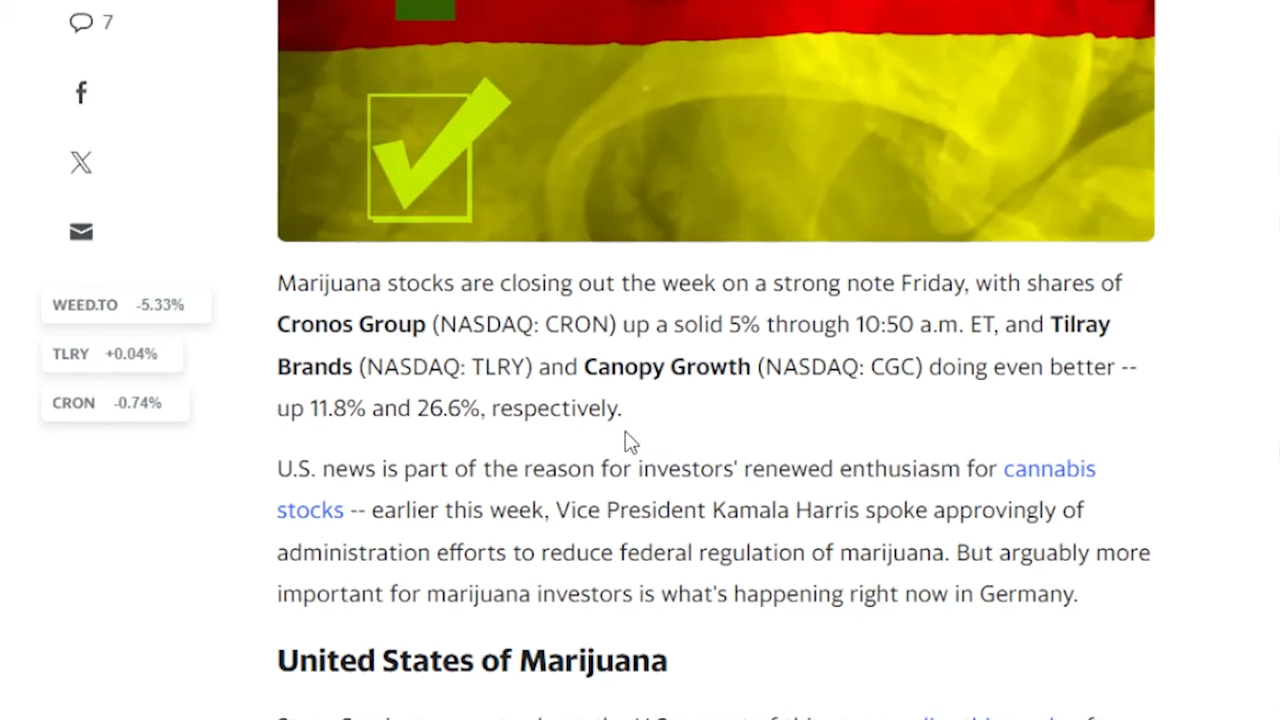 7
WEED.TO -5.33%
TLRY +0.04%
CRON -0.74%
Marijuana stocks are closing out the week on a strong note Friday, with shares of
Cronos Group (NASDAQ: CRON) up a solid 5% through 10:50 a.m. ET, and Tilray
Brands (NASDAQ: TLRY) and Canopy Growth (NASDAQ: CGC) doing even better --
up 11.8% and 26.6%, respectively.
U.S. news is part of the reason for investors' renewed enthusiasm for cannabis
stocks -- earlier this week, Vice President Kamala Harris spoke approvingly of
administration efforts to reduce federal regulation of marijuana. But arguably more
important for marijuana investors is what's happening right now in Germany.
United States of Marijuana